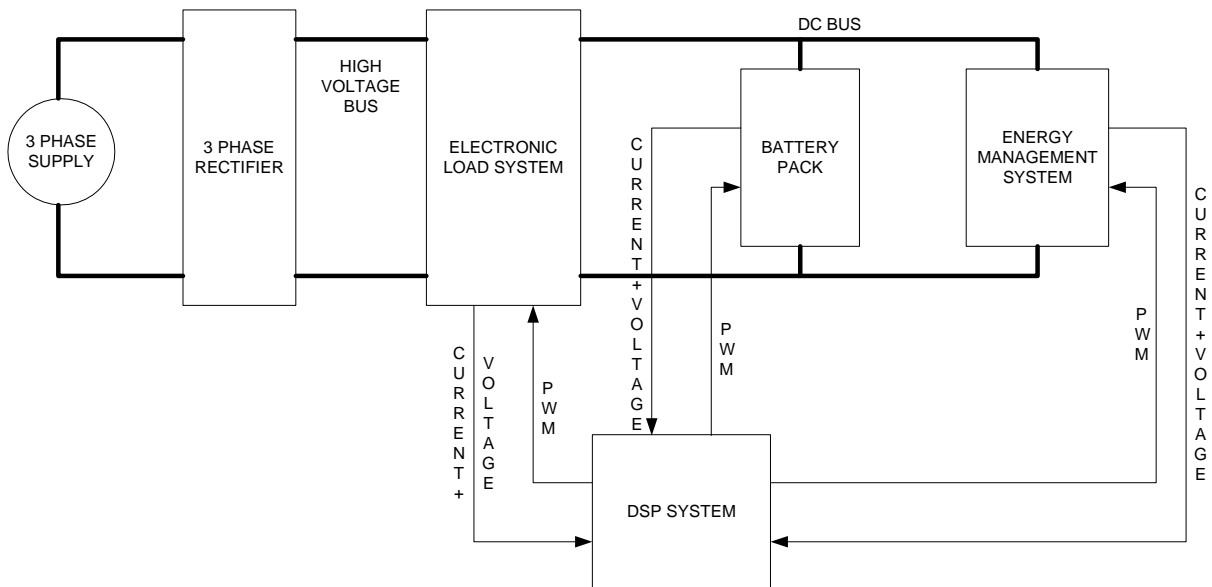 DC BUS
3 PHASE
SUPPLY
3 PHASE
RECTIFIER
HIGH
VOLTAGE
BUS
ELECTRONIC
LOAD SYSTEM
BATTERY
PACK
ENERGY
MANAGEMENT
SYSTEM
CURRENT+
VOLTAGE
PWM
CURRENT+VOLTAGE
PWM
PWM
CURRENT+VOLTAGE
DSP SYSTEM